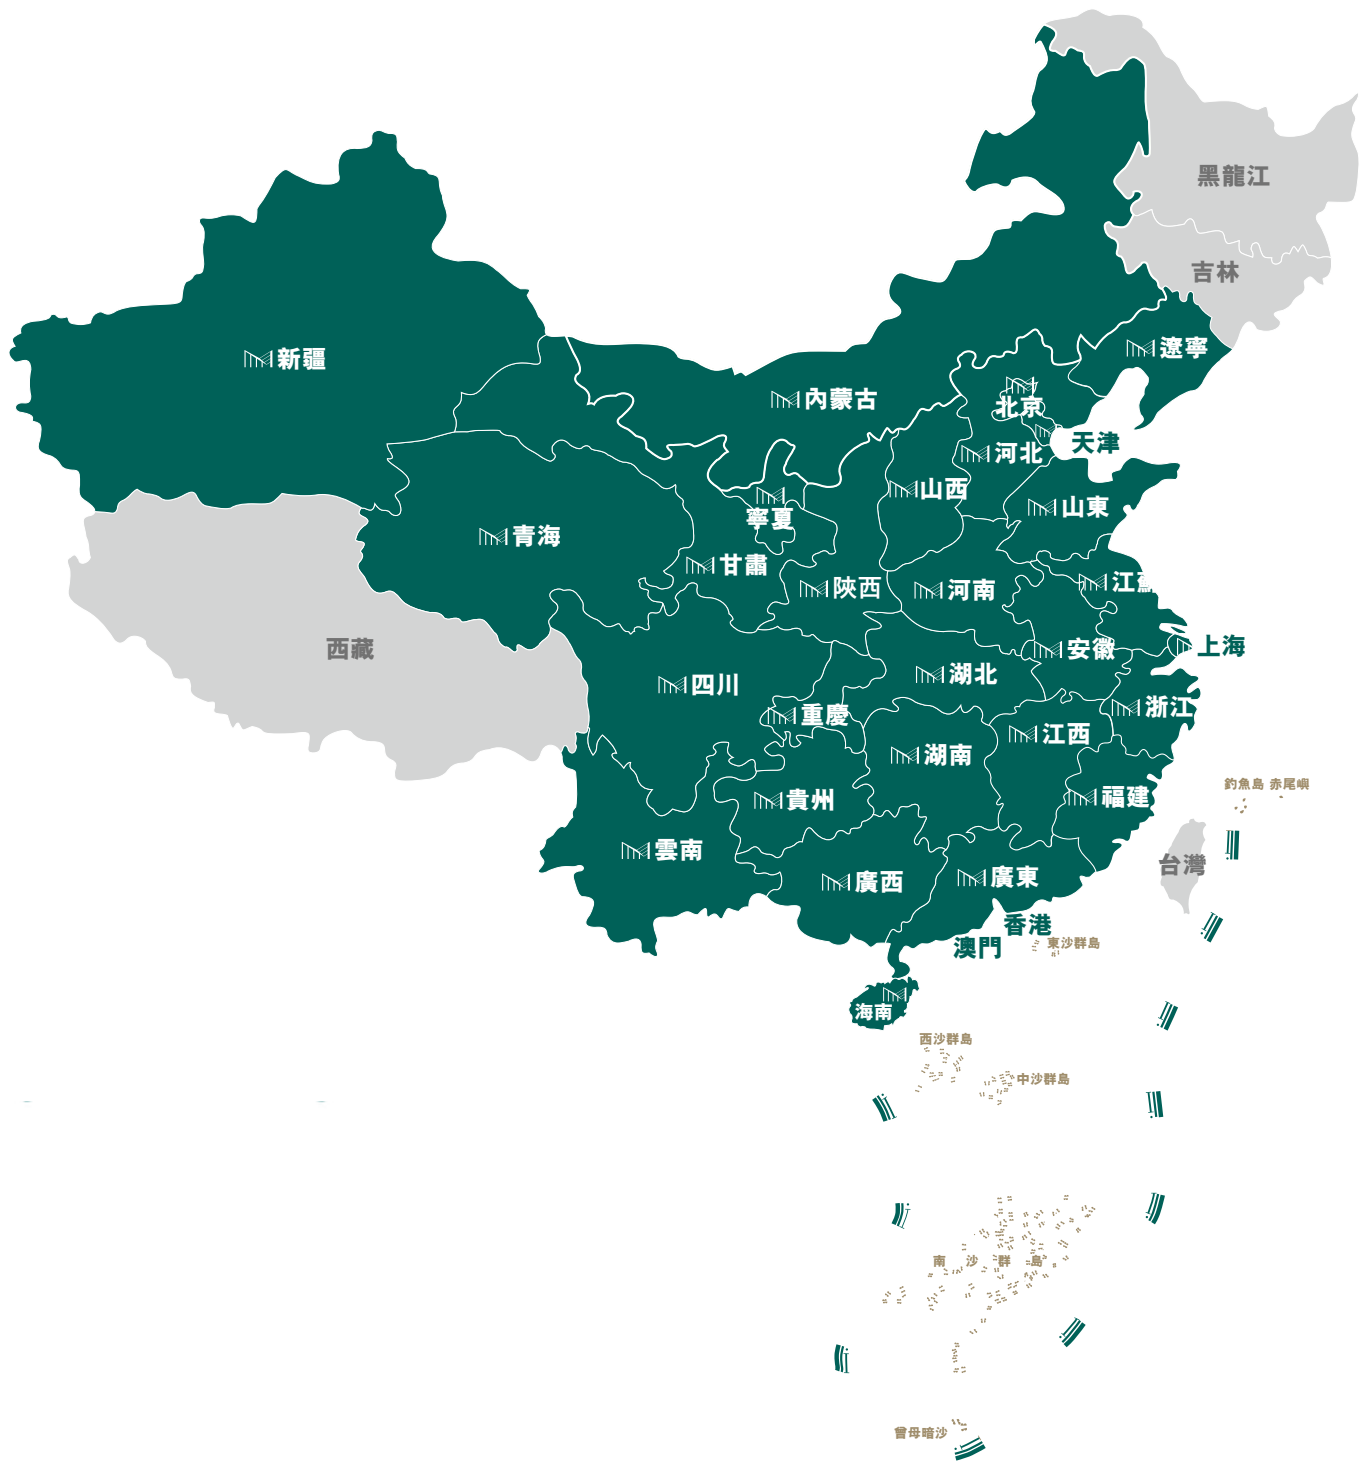 黑龍江
吉林
遼寧
新疆
內蒙古
北京
天津
河北
山西
山東
寧夏
青海
甘肅
陝西
河南
江蘇
西藏
安徽
上海
湖北
四川
重慶
浙江
江西
湖南
貴州
福建
釣魚島 赤尾嶼
雲南
台灣
廣西
廣東
香港
澳門
東沙群島
海南
西沙群島
中沙群島
南沙群島
曾母暗沙